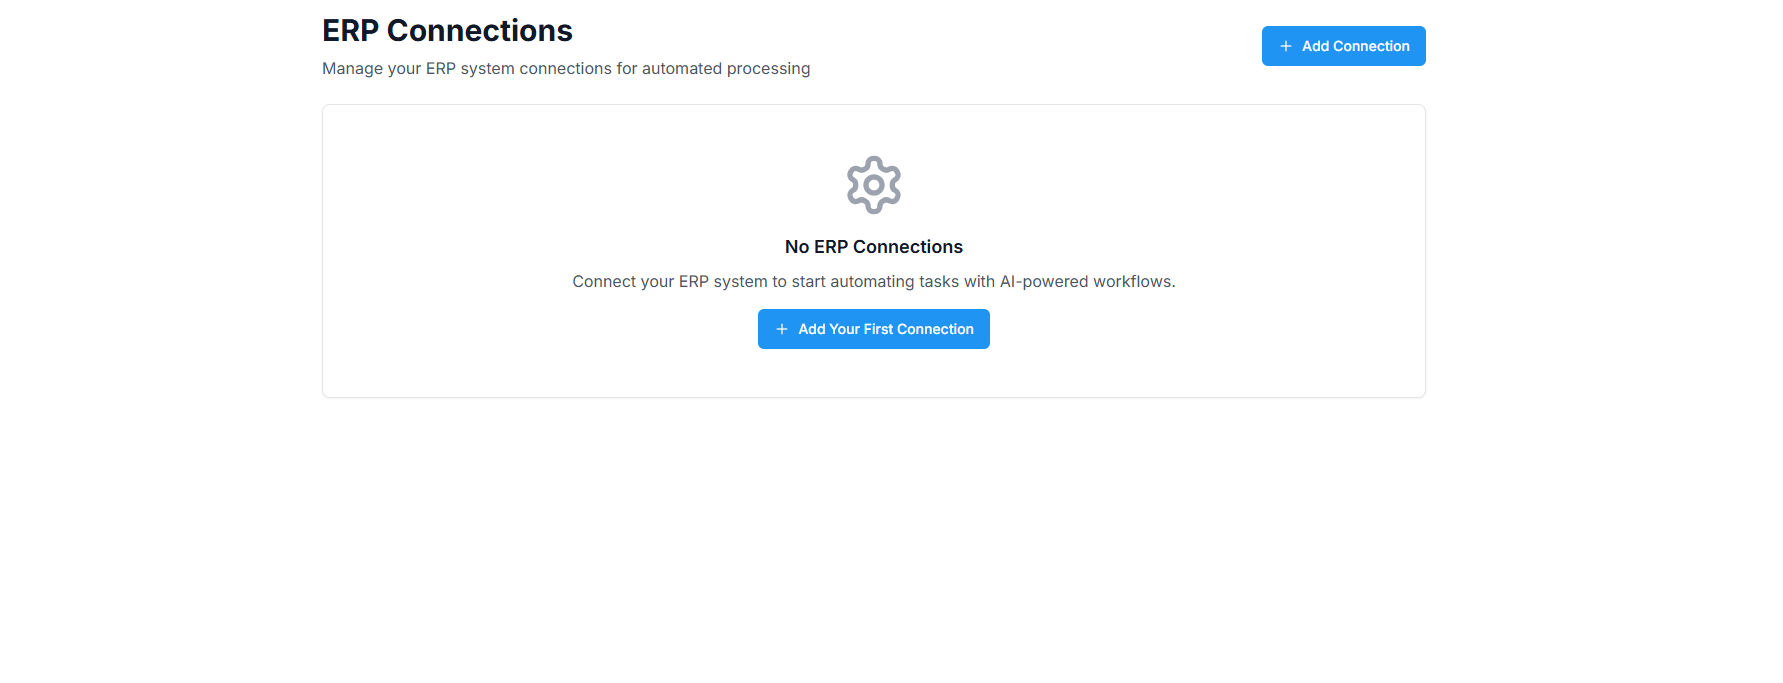 ERP Connections
Manage your ERP system connections for automated processing
Add Connection
No ERP Connections
Connect your ERP system to start automating tasks with AI-powered workflows.
Add Your First Connection